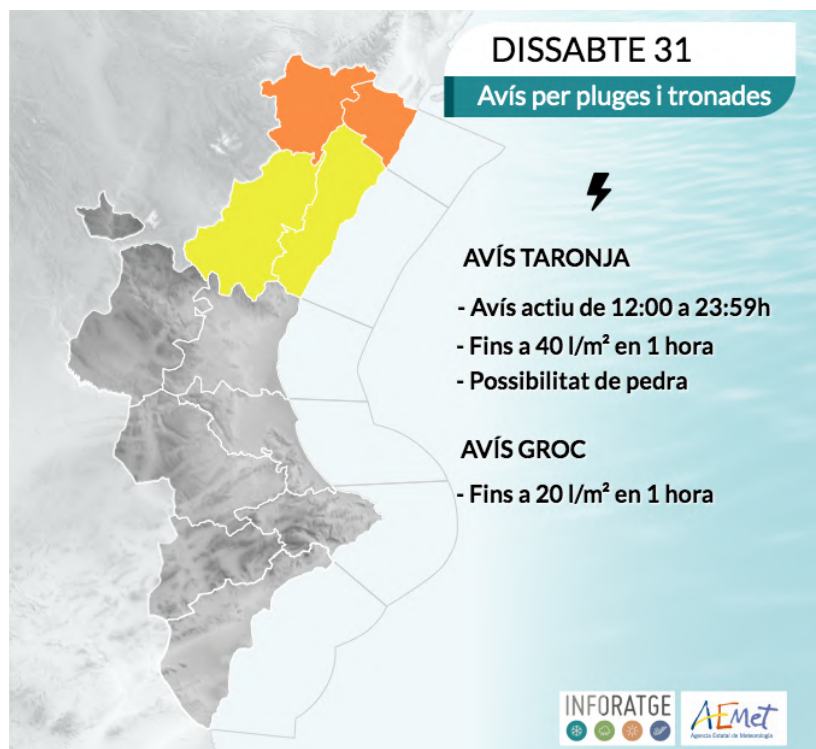 DISSABTE 31
Avís per pluges i tronades
AVÍS TARONJA
- Avís actiu de 12:00 a 23:59h
- Fins a 40 l/m² en 1 hora
- Possibilitat de pedra
AVÍS GROC
- Fins a 20 l/m² en 1 hora
INFORATGE
AEMet
Agencia Estatal de Meteorología